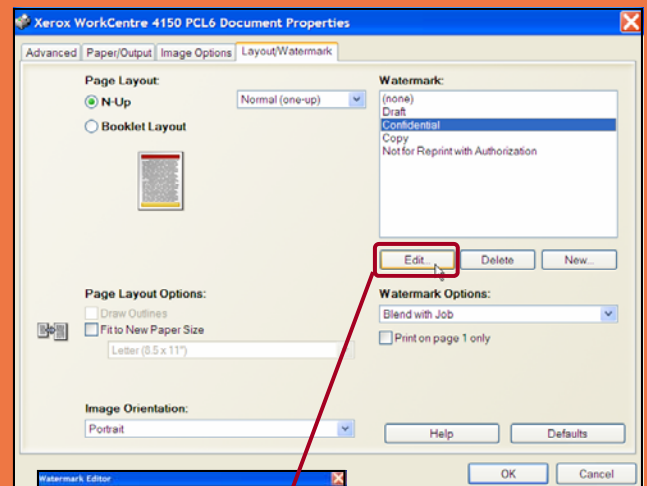 Xerox WorkCentre 4150 PCL6 Document Properties
Advanced Paper/Output Image Options Layout/Watermark
Page Layout:
N-Up
Normal (one-up)
Booklet Layout
Watermark:
(none)
Draft
Confidential
Copy
Not for Reprint with Authorization
Edit... Delete New...
Page Layout Options:
Draw Outlines
Fit to New Paper Size
Letter (8.5 x 11")
Watermark Options:
Blend with Job
Print on page 1 only
Image Orientation:
Portrait
Help Defaults
OK Cancel
Watermark Editor